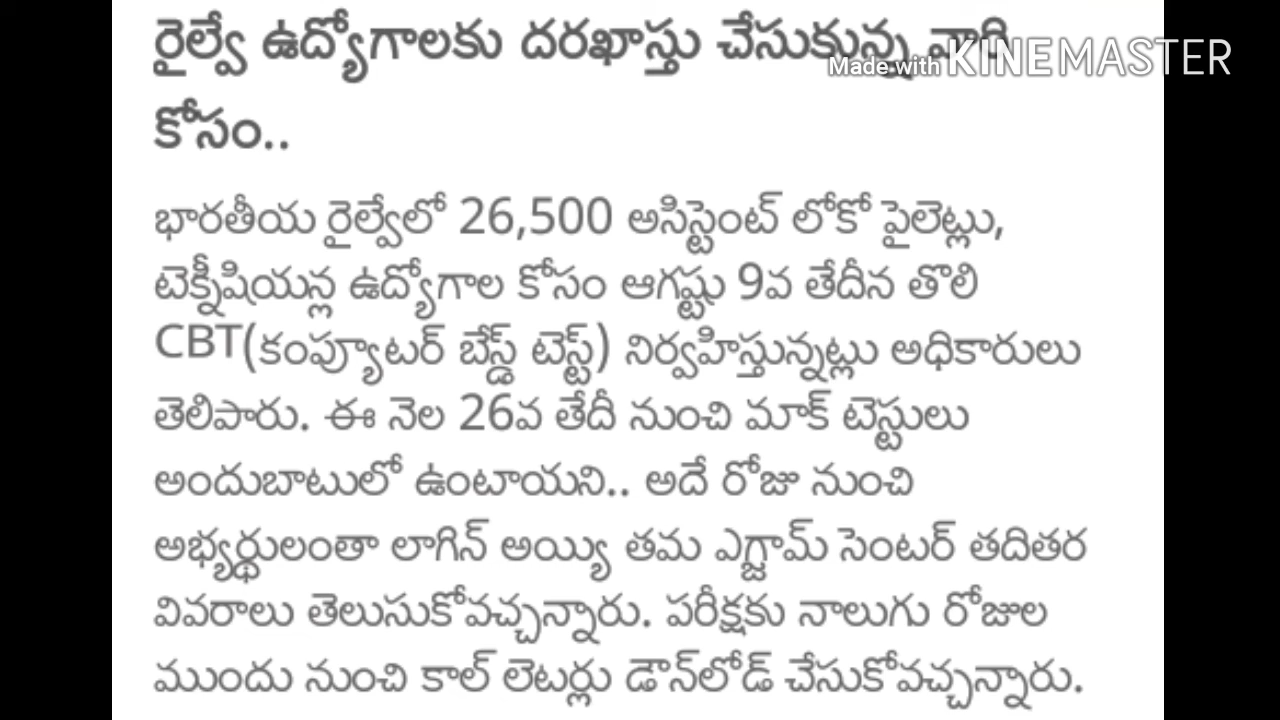 రైల్వే ఉద్యోగాలకు దరఖాస్తు చేసుకున్న వారి
Made with KINEMASTER
కోసం..
భారతీయ రైల్వేలో 26,500 అసిస్టెంట్ లోకో పైలెట్లు,
టెక్నీషియన్ల ఉద్యోగాల కోసం ఆగష్టు 9వ తేదీన తొలి
CBT(కంప్యూటర్ బేస్డ్ టెస్ట్) నిర్వహిస్తున్నట్లు అధికారులు
తెలిపారు. ఈ నెల 26వ తేదీ నుంచి మాక్ టెస్టులు
అందుబాటులో ఉంటాయని.. అదే రోజు నుంచి
అభ్యర్థులంతా లాగిన్ అయ్యి తమ ఎగ్జామ్ సెంటర్ తదితర
వివరాలు తెలుసుకోవచ్చన్నారు. పరీక్షకు నాలుగు రోజుల
ముందు నుంచి కాల్ లెటర్లు డౌన్‌లోడ్ చేసుకోవచ్చన్నారు.